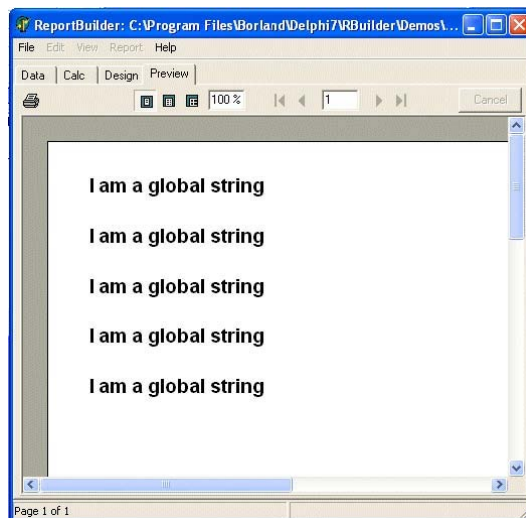 ReportBuilder: C:\Program Files\Borland\Delphi7\RBuilder\Demos\...
File Edit View Report Help
Data Calc Design Preview
100 % 1 Cancel
I am a global string
I am a global string
I am a global string
I am a global string
I am a global string
Page 1 of 1